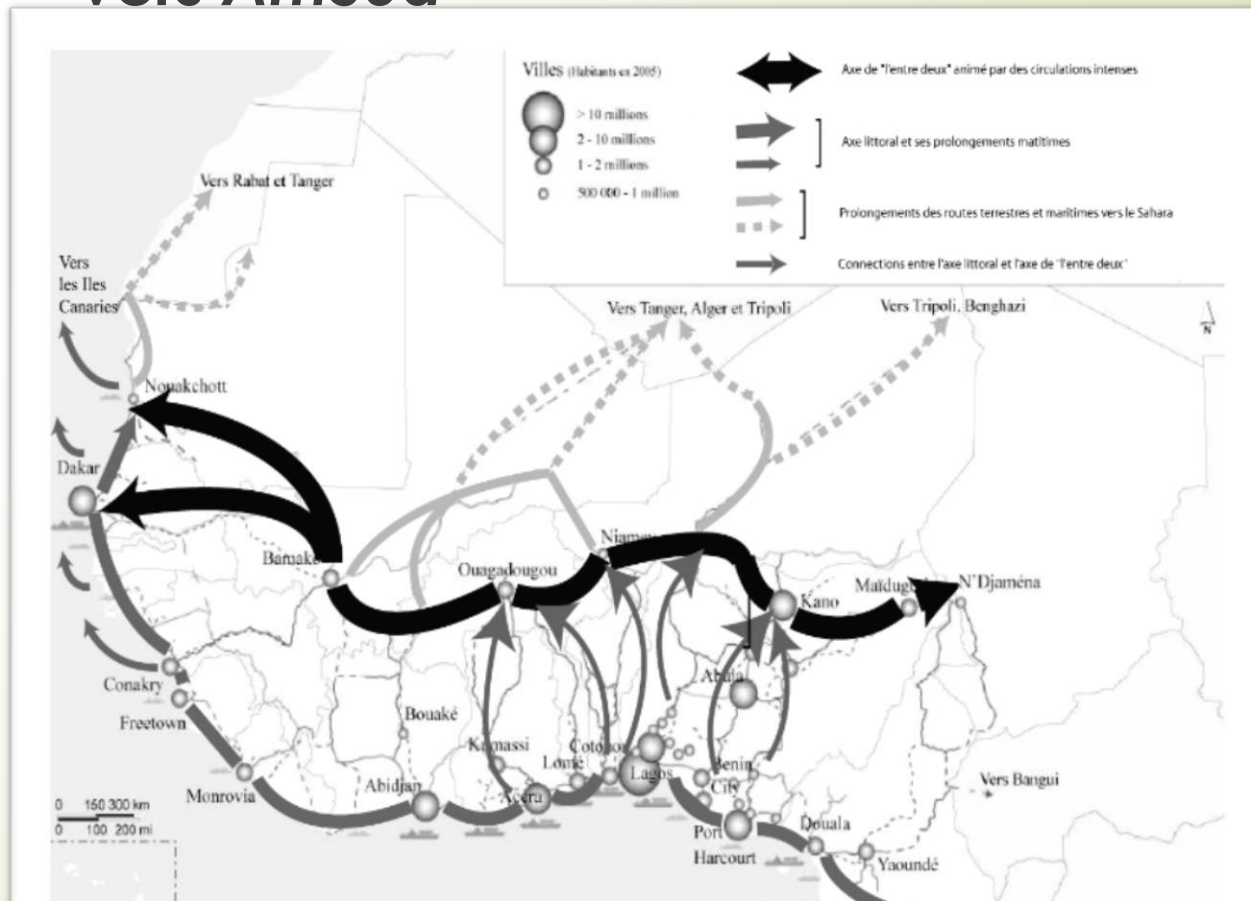 Villes (Habitants en 2005)
> 10 millions
2 - 10 millions
1 - 2 millions
500 000 - 1 million
Axe de "l'entre deux" animé par des circulations intenses
Axe littoral et ses prolongements matitimes
Prolongements des routes terrestres et maritimes vers le Sahara
Connections entre l'axe littoral et l'axe de "l'entre deux"
Vers Rabat et Tanger
Vers
les Iles
Canaries
Vers Tanger, Alger et Tripoli
Vers Tripoli, Benghazi
N
Nouakchott
Dakar
Bamako
Ouagadougou
Niamey
Kano
Maïdugu
N'Djaména
Conakry
Freetown
Monrovia
Bouaké
Abidjan
Kumassi
Accra
Lomé
Cotonou
Lagos
Abuja
Benin
City
Port
Harcourt
Douala
Yaoundé
Vers Bangui
0 150 300 km
0 100 200 mi